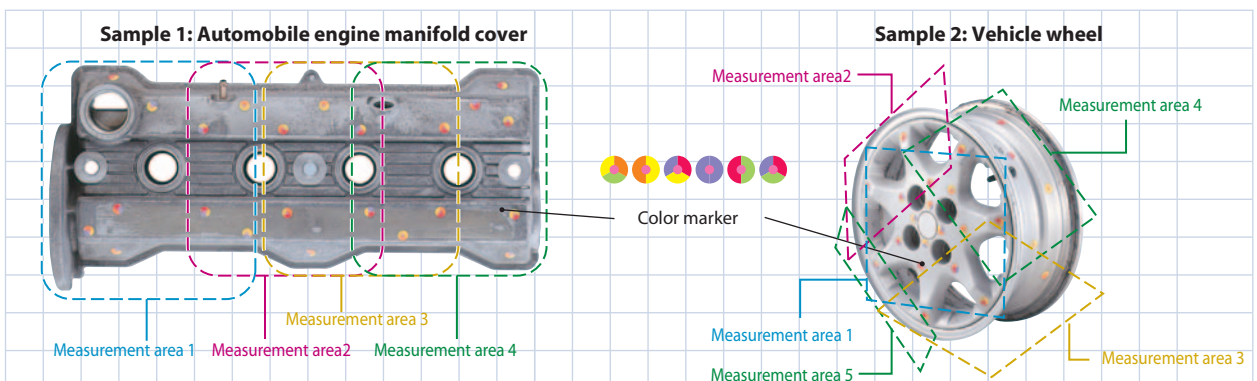 Sample 1: Automobile engine manifold cover
Sample 2: Vehicle wheel
Measurement area2
Measurement area 4
Color marker
Measurement area 3
Measurement area 1
Measurement area2
Measurement area 4
Measurement area 1
Measurement area 3
Measurement area 5